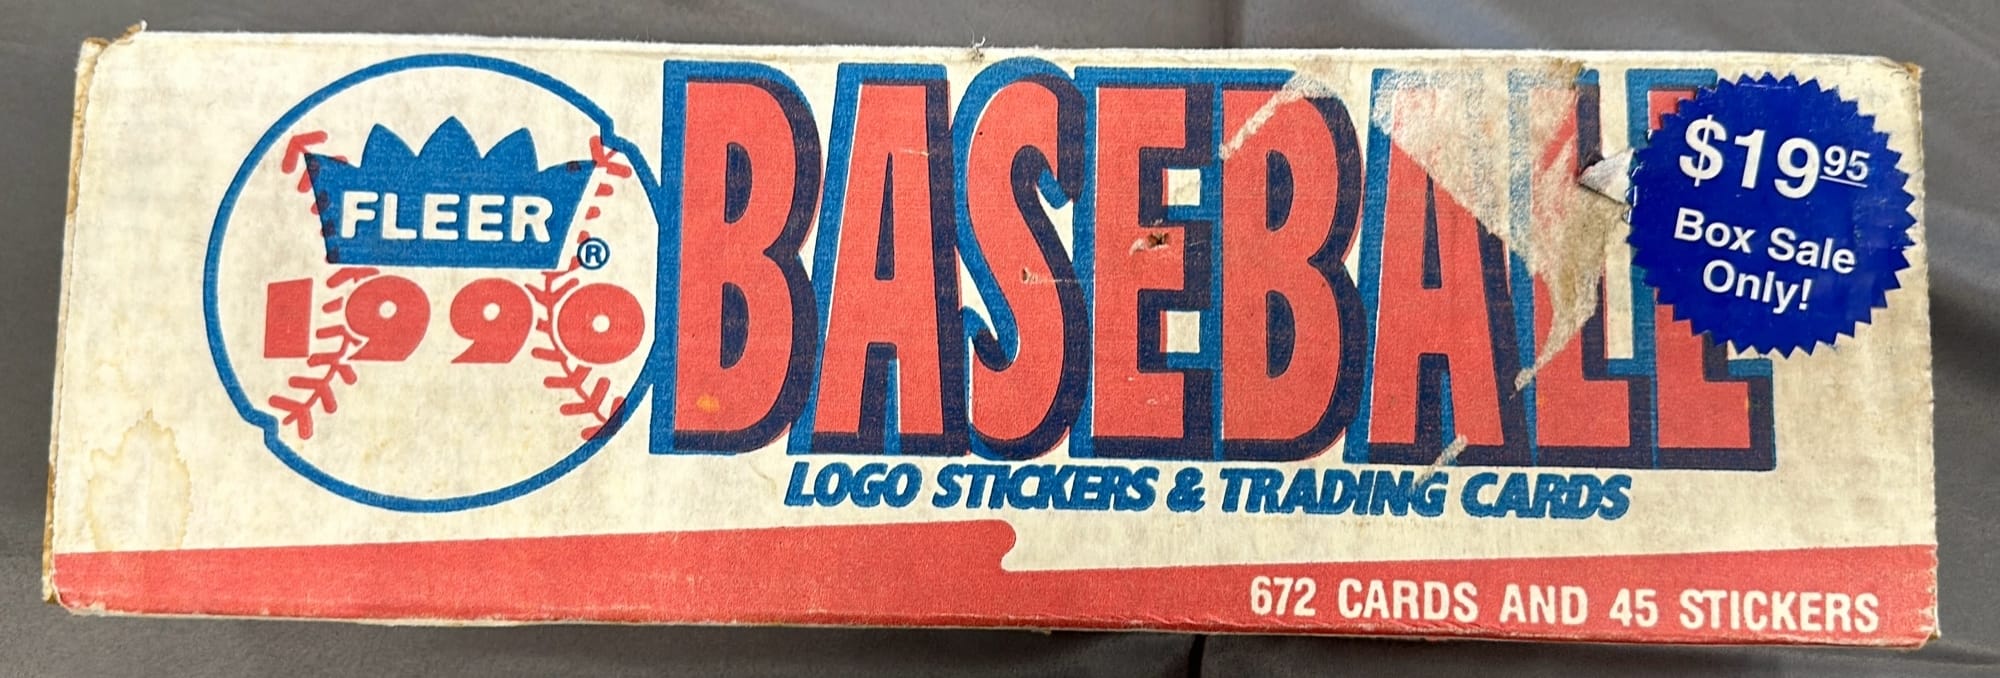 FLEER®
1990
BASEBALL
LOGO STICKERS & TRADING CARDS
672 CARDS AND 45 STICKERS
$19.95
Box Sale
Only!